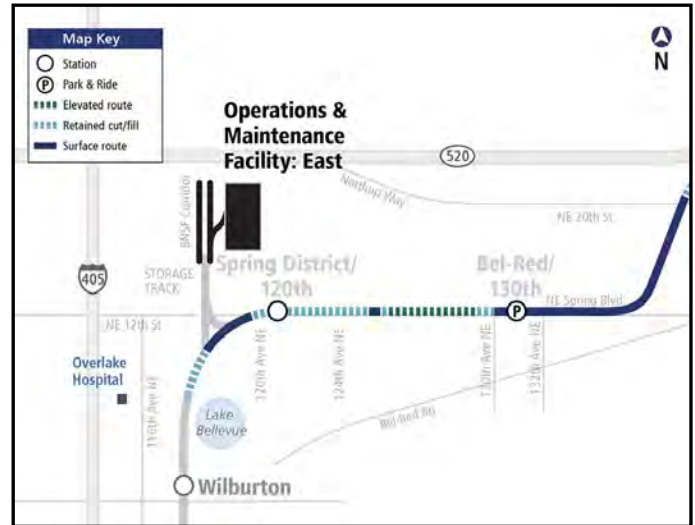 Map Key
Station
P
Park & Ride
Elevated route
Retained cut/fill
Surface route
N
Operations &
Maintenance
Facility: East
520
Northup Way
NE 20th St
BNSF Corridor
405
STORAGE
TRACK
Spring District/
120th
Bel-Red/
130th
NE Spring Blvd
P
NE 12th St
120th Ave NE
124th Ave NE
130th Ave NE
132nd Ave NE
Overlake
Hospital
116th Ave NE
Lake
Bellevue
Bel-Red Rd
Wilburton